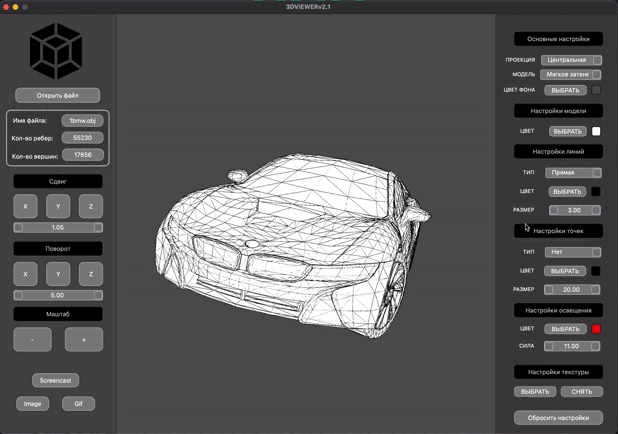 3DVIEWERv2.1
Открыть файл
Имя файла: 1bmw.obj
Кол-во ребер: 55230
Кол-во вершин: 17856
Сдвиг
X Y Z
1.05
Поворот
X Y Z
5.00
Маштаб
- +
Screencast
Image Gif
Основные настройки
ПРОЕКЦИЯ Центральная
МОДЕЛЬ Мягкое затене
ЦВЕТ ФОНА ВЫБРАТЬ
Настройки модели
ЦВЕТ ВЫБРАТЬ
Настройки линий
ТИП Прямая
ЦВЕТ ВЫБРАТЬ
РАЗМЕР 3.00
Настройки точек
ТИП Нет
ЦВЕТ ВЫБРАТЬ
РАЗМЕР 20.00
Настройки освещения
ЦВЕТ ВЫБРАТЬ
СИЛА 11.00
Настройки текстуры
ВЫБРАТЬ СНЯТЬ
Сбросить настройки